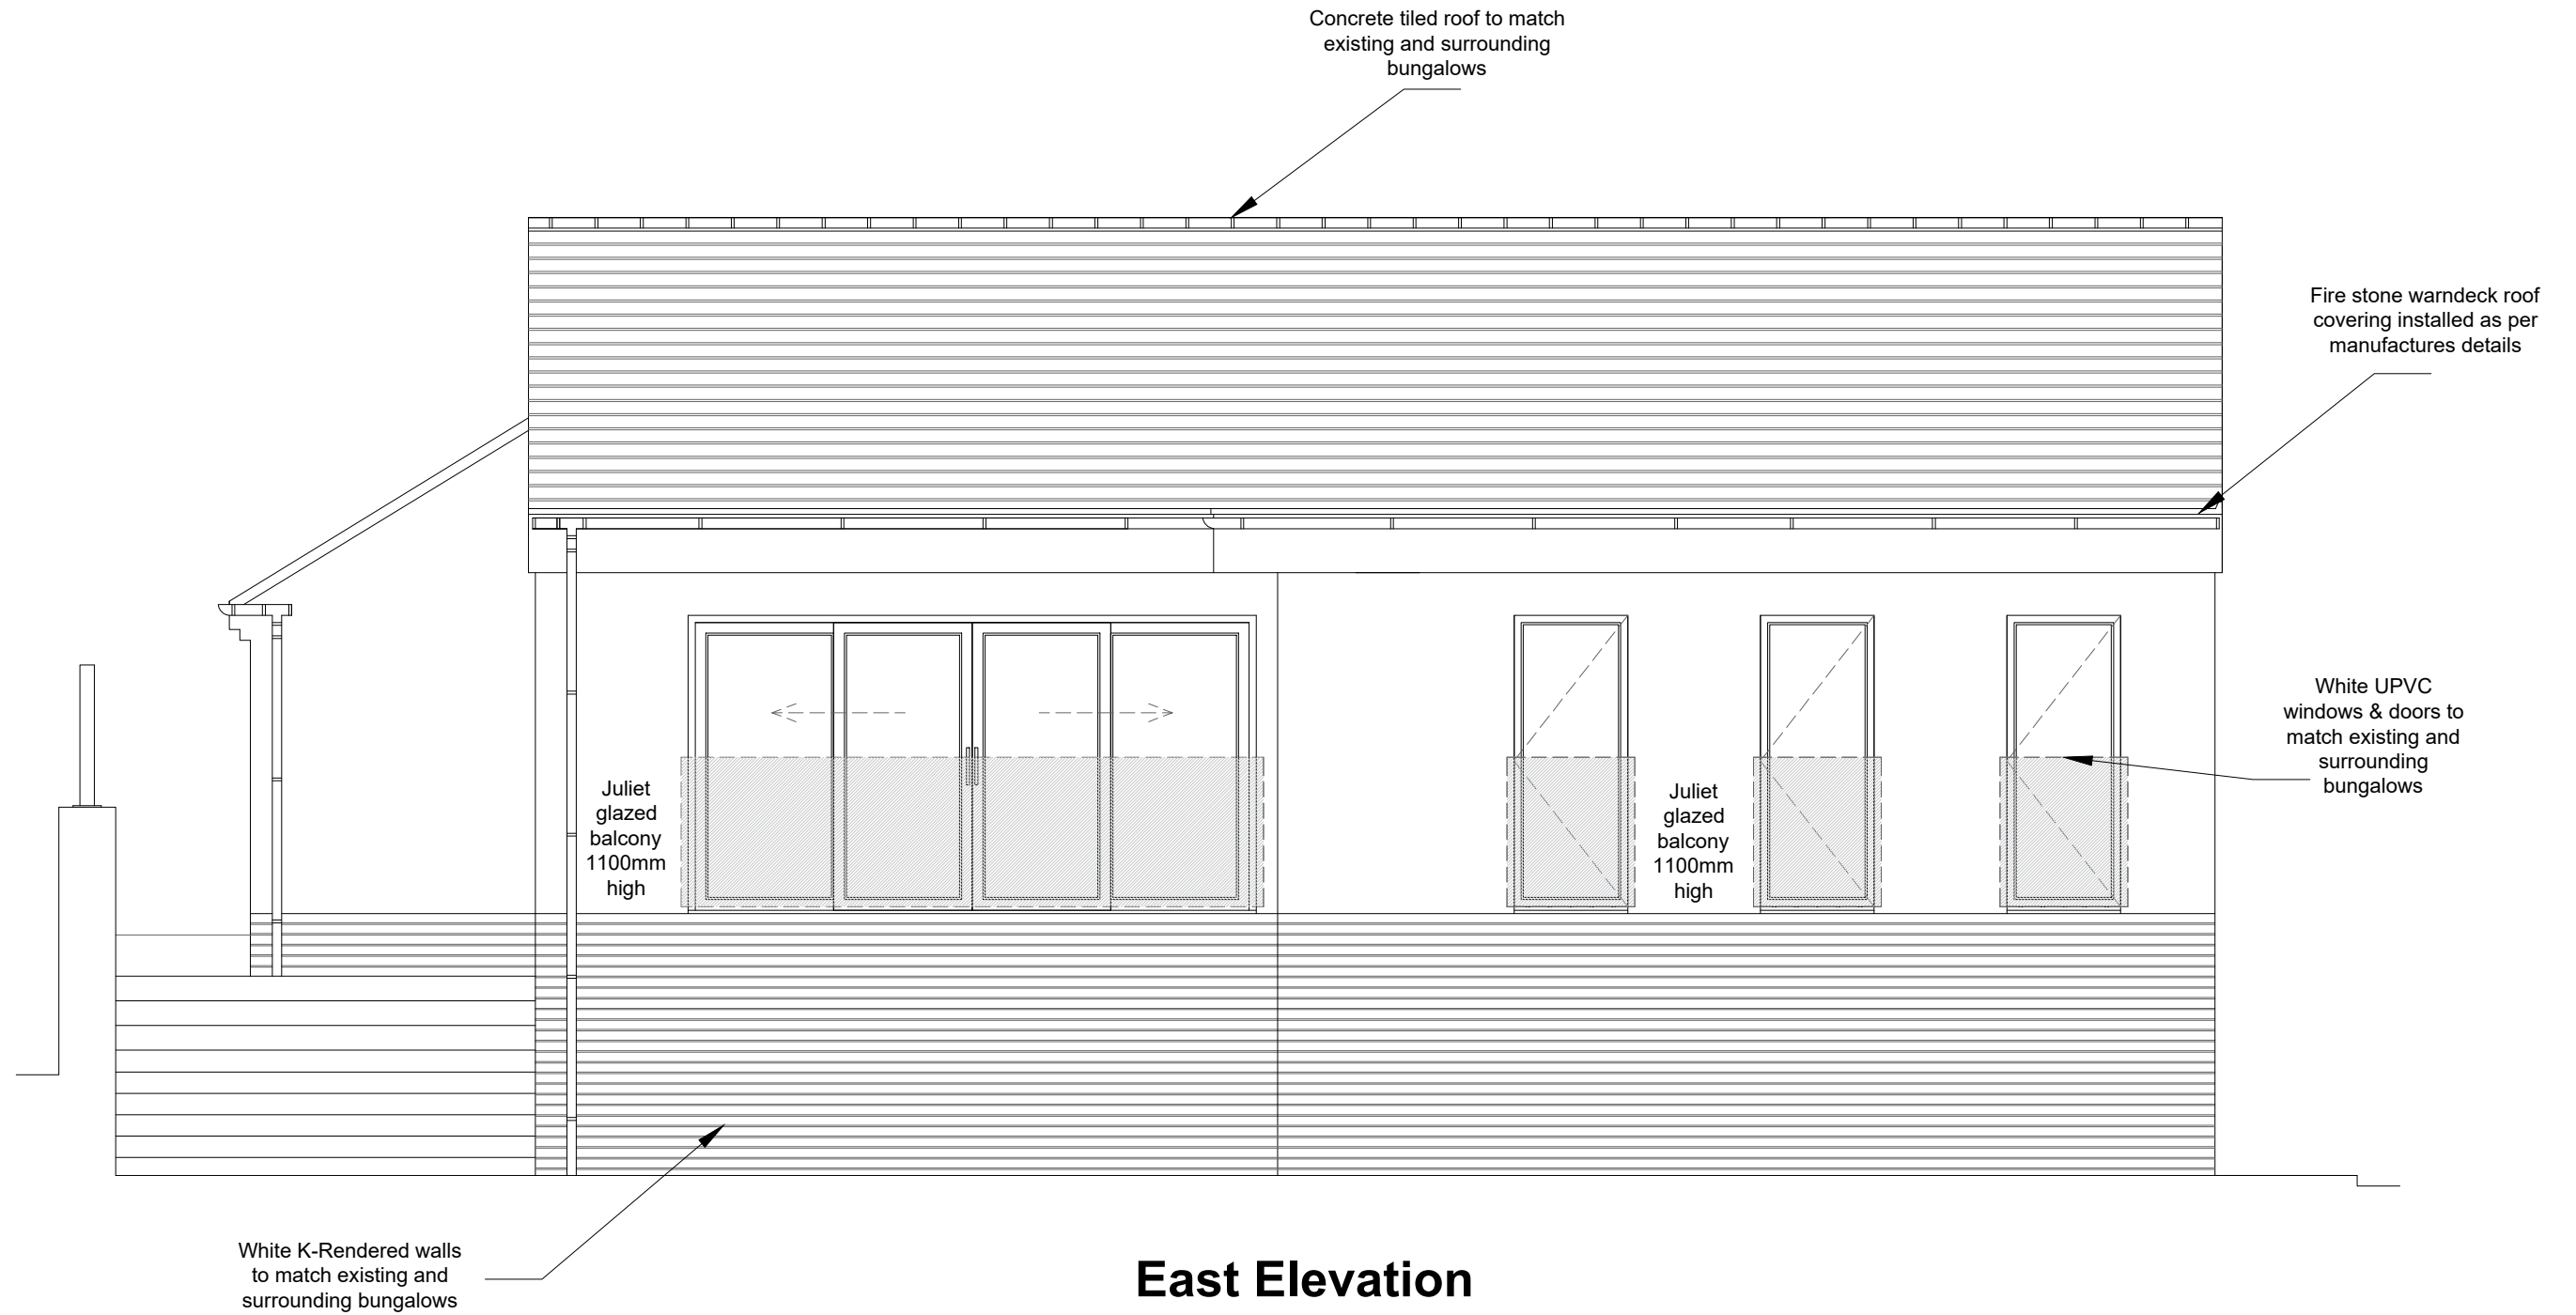 Concrete tiled roof to match
existing and surrounding
bungalows
Fire stone warndeck roof
covering installed as per
manufactures details
White UPVC
windows & doors to
match existing and
surrounding
bungalows
Juliet
glazed
balcony
1100mm
high
Juliet
glazed
balcony
1100mm
high
White K-Rendered walls
to match existing and
surrounding bungalows
East Elevation